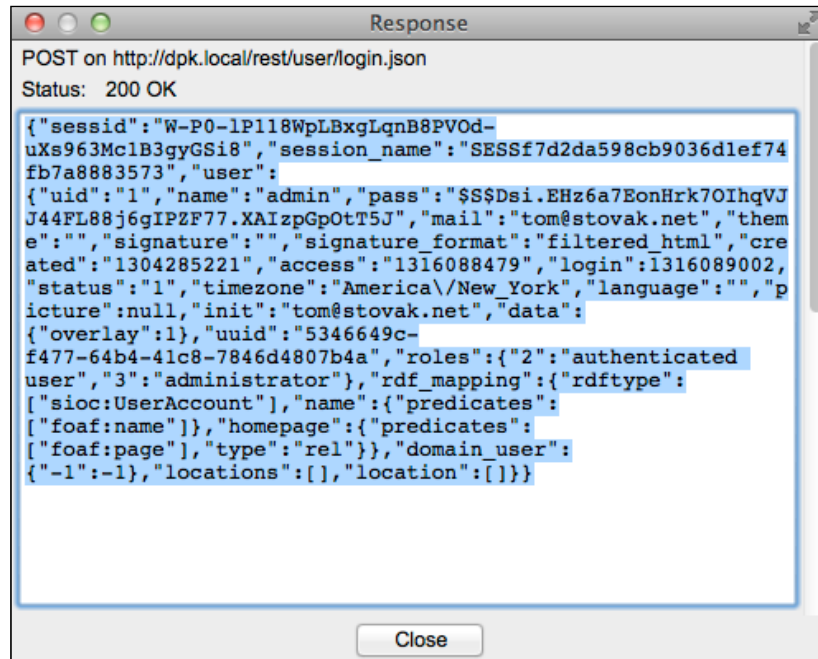 Response
POST on http://dpk.local/rest/user/login.json
Status: 200 OK
{"sessid":"W-P0-lP118WpLBxgLqnB8PVOd-
uXs963Mc1B3gyGSi8","session_name":"SESSf7d2da598cb9036d1ef74
fb7a8883573","user":
{"uid":"1","name":"admin","pass":"$S$Dsi.EHz6a7EonHrk7OIhqVJ
J44FL88j6gIPZF77.XAIzpGpOtT5J","mail":"tom@stovak.net","them
e":"","signature":"","signature_format":"filtered_html","cre
ated":"1304285221","access":"1316088479","login":1316089002,
"status":"1","timezone":"America\/New_York","language":"","p
icture":null,"init":"tom@stovak.net","data":
{"overlay":1},"uuid":"5346649c-
f477-64b4-41c8-7846d4807b4a","roles":{"2":"authenticated
user","3":"administrator"},"rdf_mapping":{"rdftype":
["sioc:UserAccount"],"name":{"predicates":
["foaf:name"]},"homepage":{"predicates":
["foaf:page"],"type":"rel"}},"domain_user":
{"-1":-1},"locations":[],"location":[]}}
Close